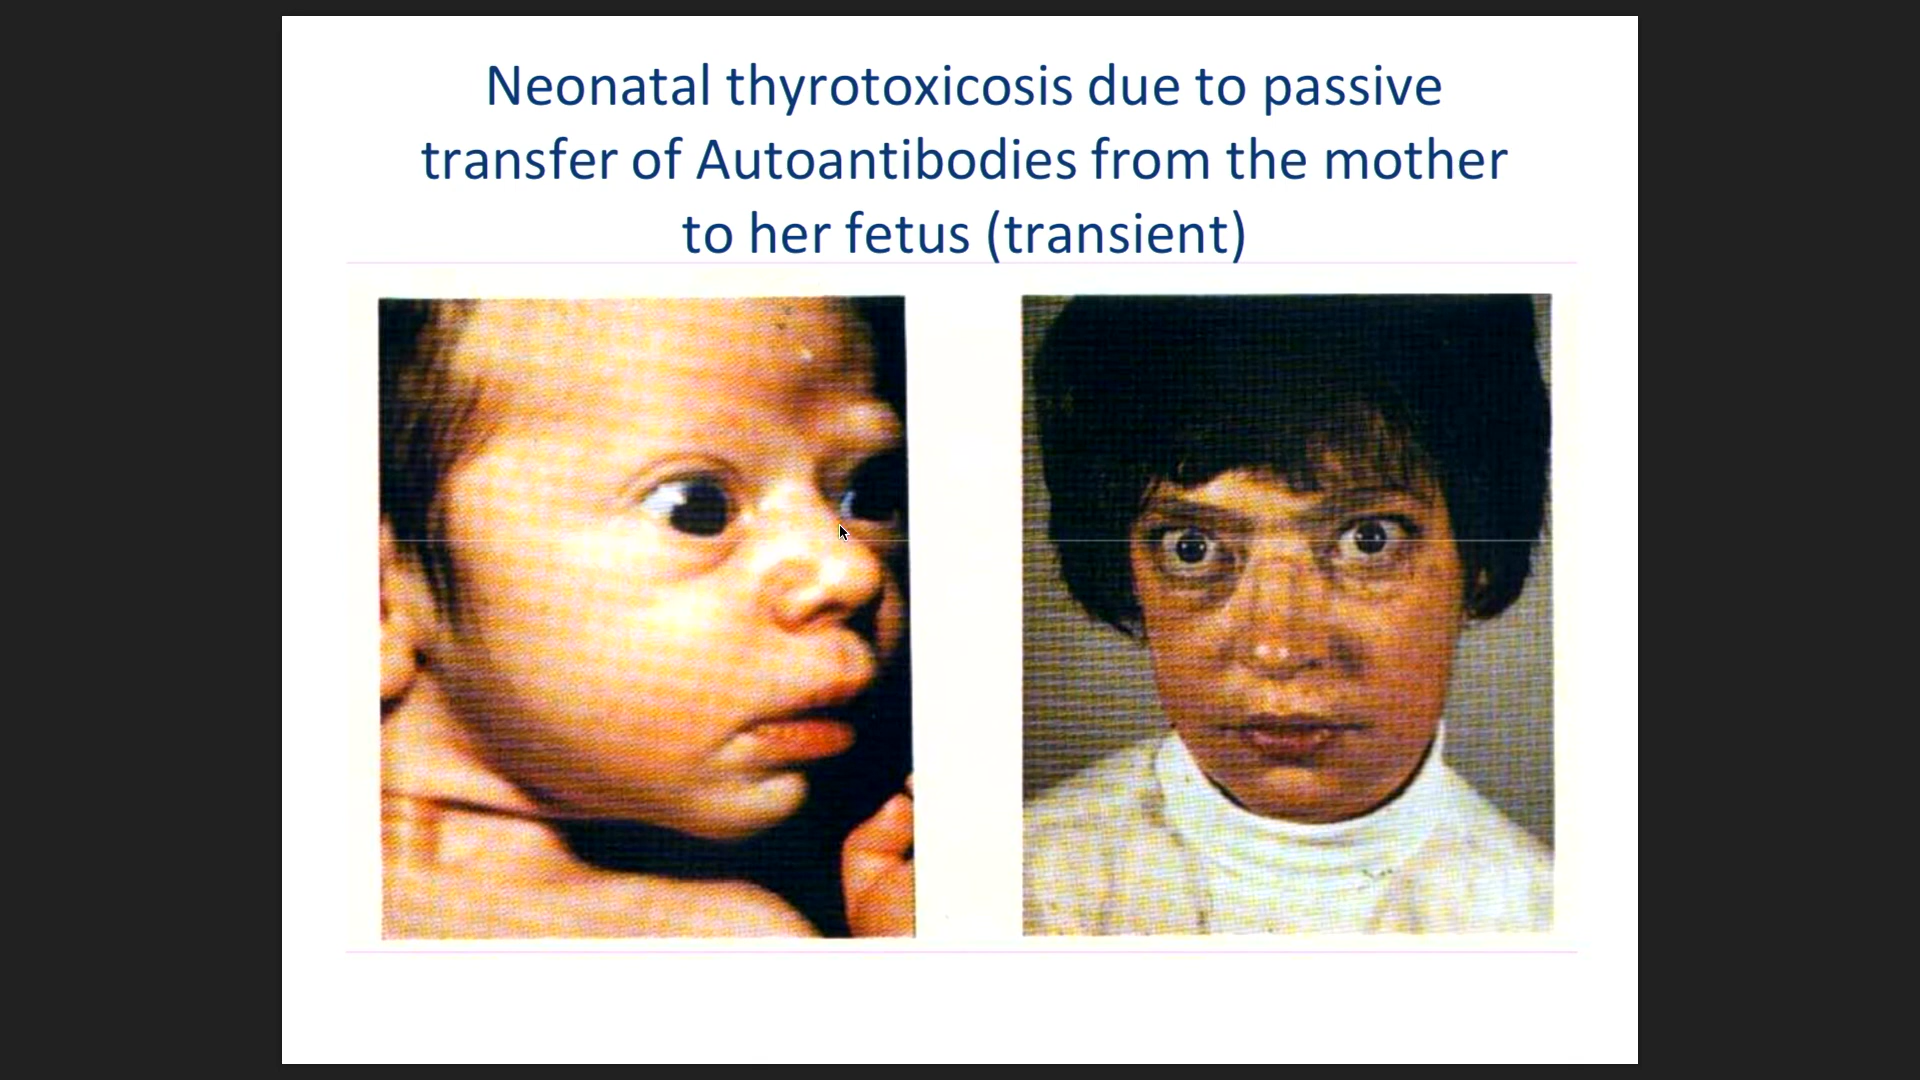 Neonatal thyrotoxicosis due to passive
transfer of Autoantibodies from the mother
to her fetus (transient)